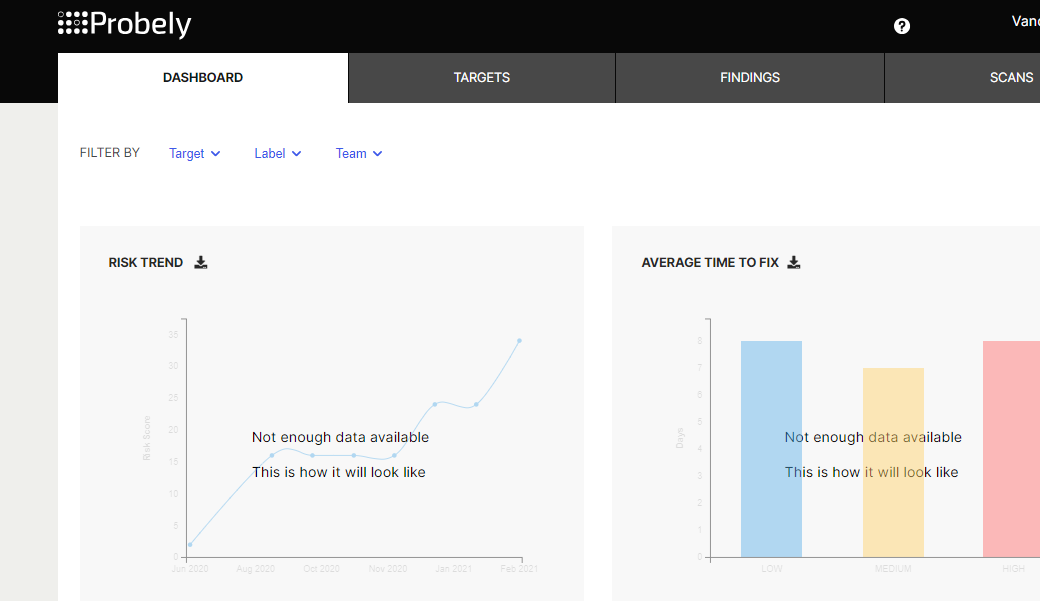 Probely
?
Vand
DASHBOARD
TARGETS
FINDINGS
SCANS
FILTER BY
Target
Label
Team
RISK TREND
35
30
25
20
15
10
5
0
Risk Score
Not enough data available
This is how it will look like
Jun 2020
Aug 2020
Oct 2020
Nov 2020
Jan 2021
Feb 2021
AVERAGE TIME TO FIX
8
7
6
5
4
3
2
1
0
Days
Not enough data available
This is how it will look like
LOW
MEDIUM
HIGH